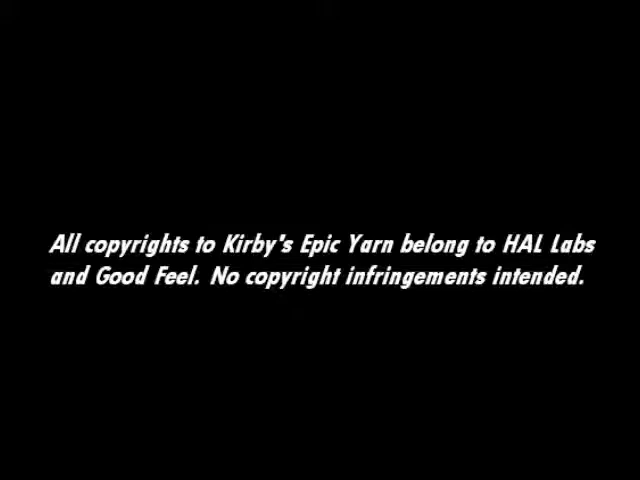 All copyrights to Kirby's Epic Yarn belong to HAL Labs
and Good Feel. No copyright infringements intended.